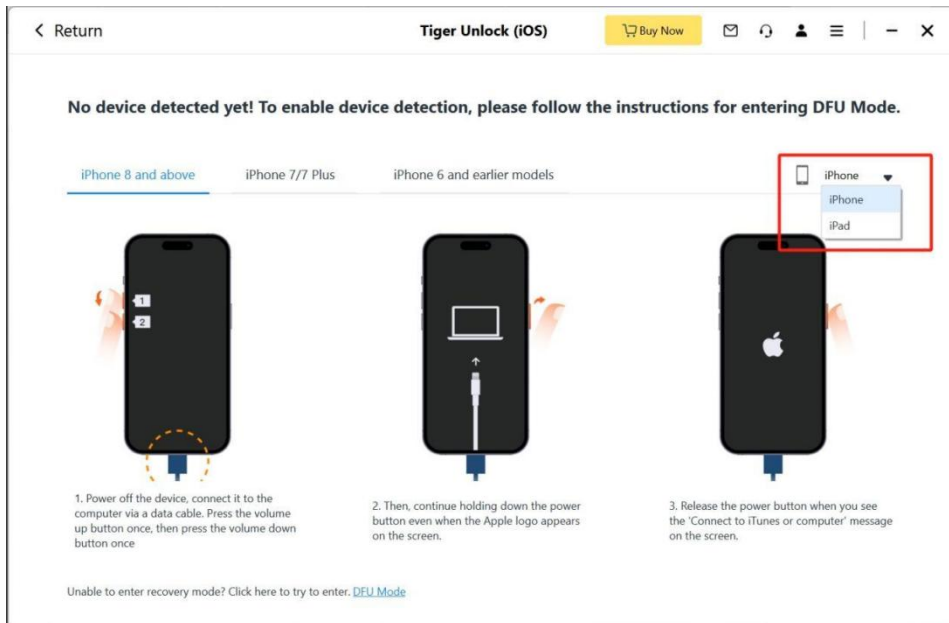 Return
Tiger Unlock (iOS)
Buy Now
No device detected yet! To enable device detection, please follow the instructions for entering DFU Mode.
iPhone 8 and above
iPhone 7/7 Plus
iPhone 6 and earlier models
iPhone
iPhone
iPad
1
2
1. Power off the device, connect it to the
computer via a data cable. Press the volume
up button once, then press the volume down
button once
2. Then, continue holding down the power
button even when the Apple logo appears
on the screen.
3. Release the power button when you see
the 'Connect to iTunes or computer' message
on the screen.
Unable to enter recovery mode? Click here to try to enter. DFU Mode